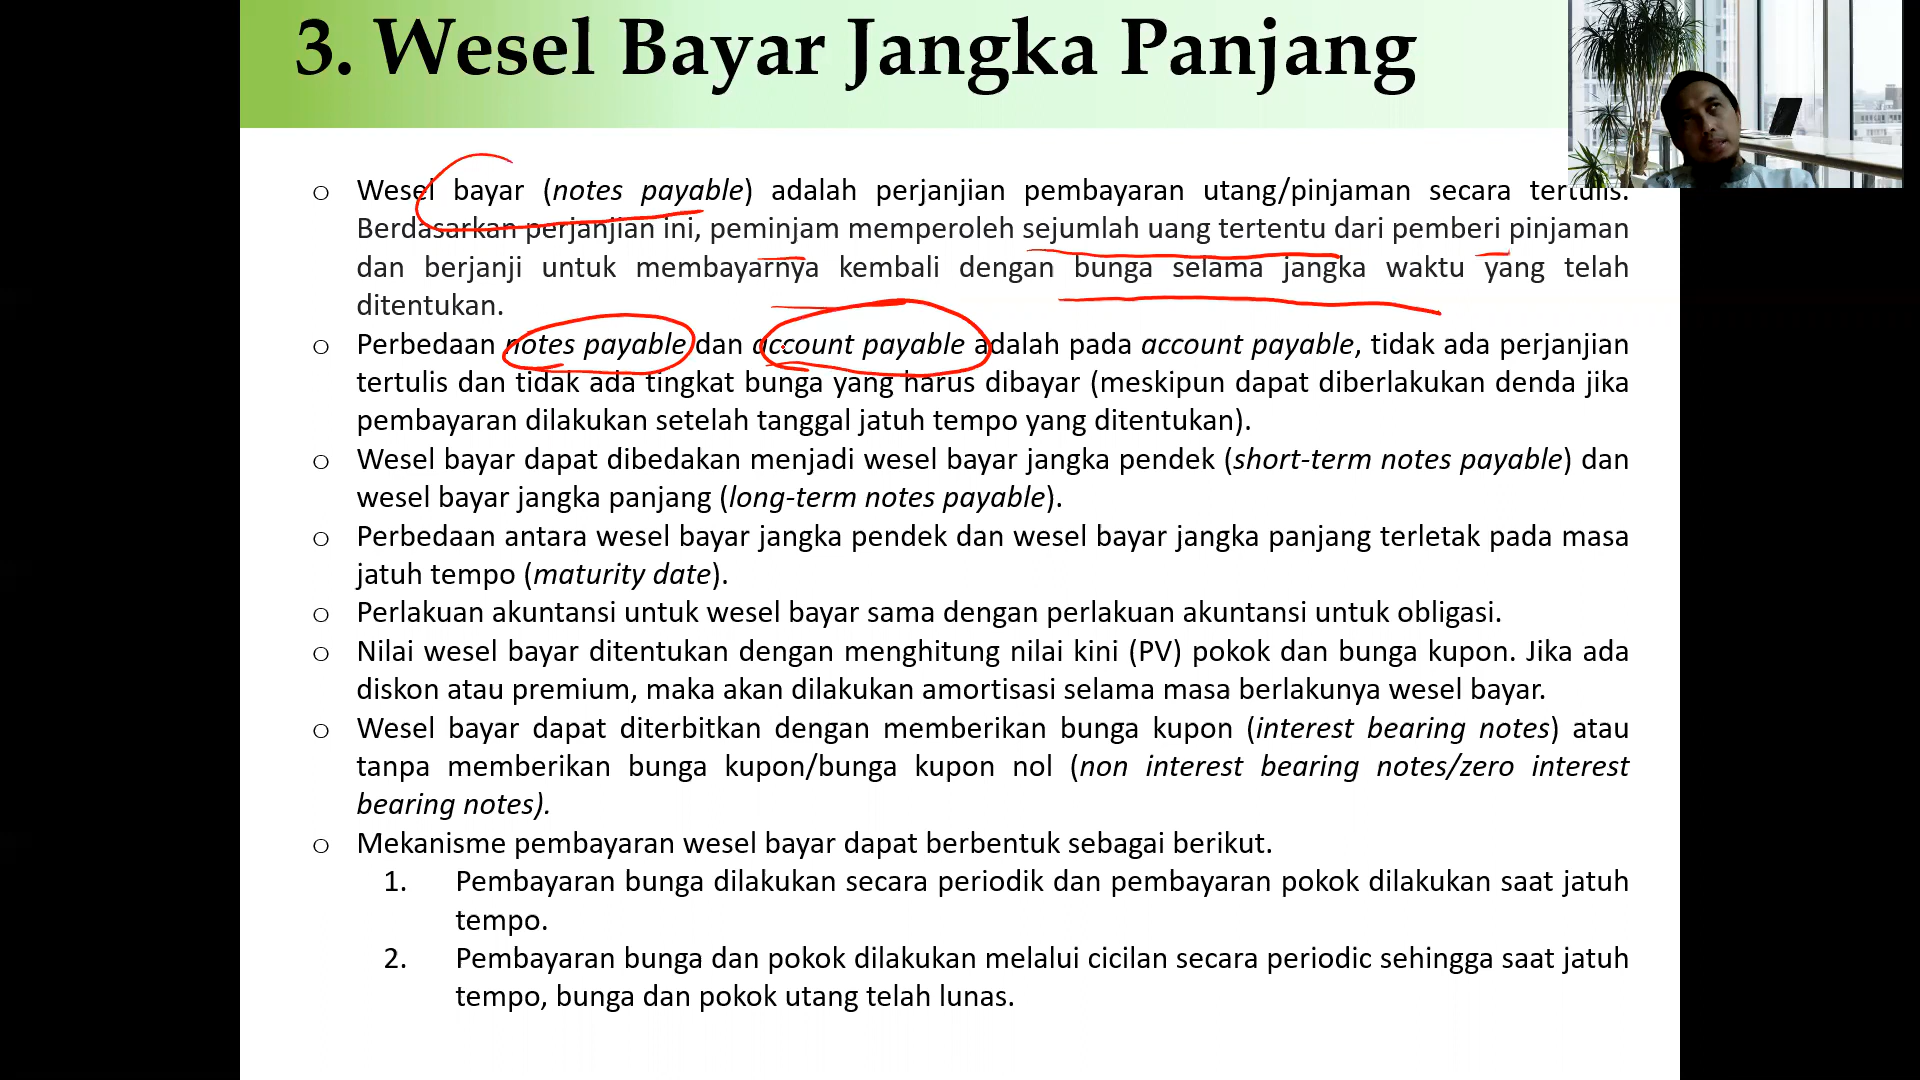 3. Wesel Bayar Jangka Panjang
o Wesel bayar (notes payable) adalah perjanjian pembayaran utang/pinjaman secara tertulis.
Berdasarkan perjanjian ini, peminjam memperoleh sejumlah uang tertentu dari pemberi pinjaman
dan berjanji untuk membayarnya kembali dengan bunga selama jangka waktu yang telah
ditentukan.
o Perbedaan notes payable dan account payable adalah pada account payable, tidak ada perjanjian
tertulis dan tidak ada tingkat bunga yang harus dibayar (meskipun dapat diberlakukan denda jika
pembayaran dilakukan setelah tanggal jatuh tempo yang ditentukan).
o Wesel bayar dapat dibedakan menjadi wesel bayar jangka pendek (short-term notes payable) dan
wesel bayar jangka panjang (long-term notes payable).
o Perbedaan antara wesel bayar jangka pendek dan wesel bayar jangka panjang terletak pada masa
jatuh tempo (maturity date).
o Perlakuan akuntansi untuk wesel bayar sama dengan perlakuan akuntansi untuk obligasi.
o Nilai wesel bayar ditentukan dengan menghitung nilai kini (PV) pokok dan bunga kupon. Jika ada
diskon atau premium, maka akan dilakukan amortisasi selama masa berlakunya wesel bayar.
o Wesel bayar dapat diterbitkan dengan memberikan bunga kupon (interest bearing notes) atau
tanpa memberikan bunga kupon/bunga kupon nol (non interest bearing notes/zero interest
bearing notes).
o Mekanisme pembayaran wesel bayar dapat berbentuk sebagai berikut.
1. Pembayaran bunga dilakukan secara periodik dan pembayaran pokok dilakukan saat jatuh
tempo.
2. Pembayaran bunga dan pokok dilakukan melalui cicilan secara periodic sehingga saat jatuh
tempo, bunga dan pokok utang telah lunas.